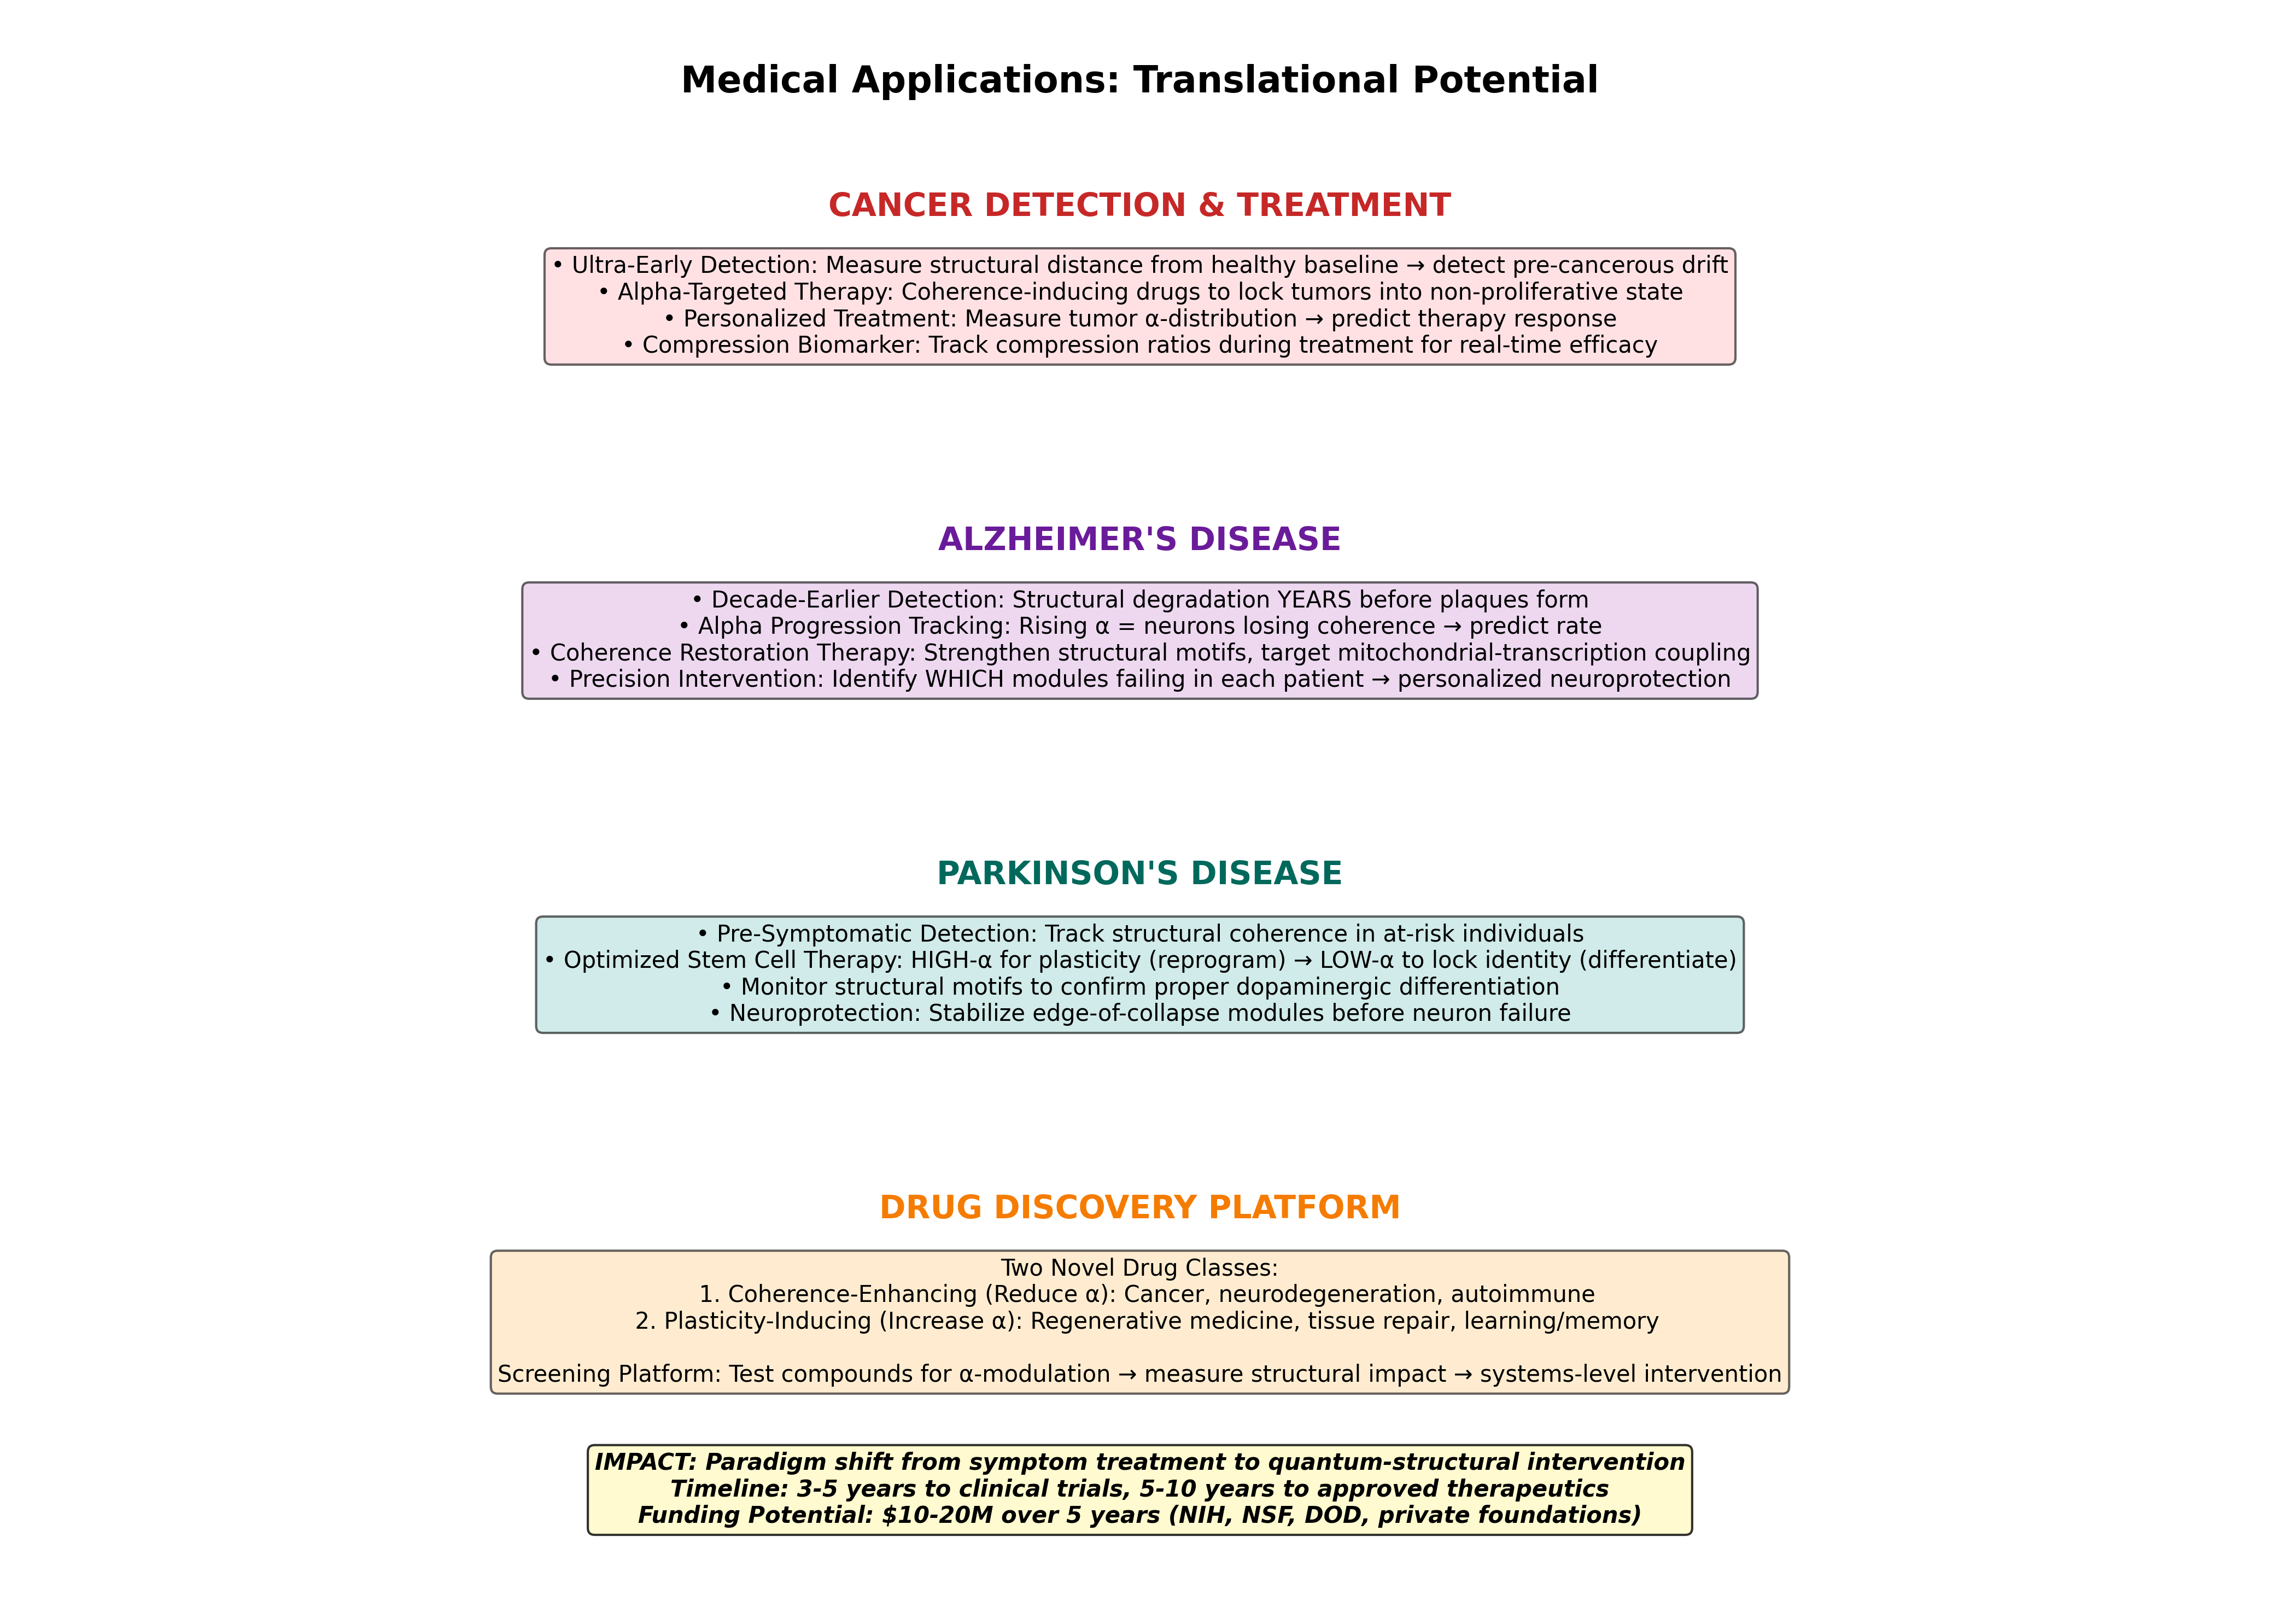 Medical Applications: Translational Potential
CANCER DETECTION & TREATMENT
• Ultra-Early Detection: Measure structural distance from healthy baseline → detect pre-cancerous drift
• Alpha-Targeted Therapy: Coherence-inducing drugs to lock tumors into non-proliferative state
• Personalized Treatment: Measure tumor α-distribution → predict therapy response
• Compression Biomarker: Track compression ratios during treatment for real-time efficacy
ALZHEIMER'S DISEASE
• Decade-Earlier Detection: Structural degradation YEARS before plaques form
• Alpha Progression Tracking: Rising α = neurons losing coherence → predict rate
• Coherence Restoration Therapy: Strengthen structural motifs, target mitochondrial-transcription coupling
• Precision Intervention: Identify WHICH modules failing in each patient → personalized neuroprotection
PARKINSON'S DISEASE
• Pre-Symptomatic Detection: Track structural coherence in at-risk individuals
• Optimized Stem Cell Therapy: HIGH-α for plasticity (reprogram) → LOW-α to lock identity (differentiate)
• Monitor structural motifs to confirm proper dopaminergic differentiation
• Neuroprotection: Stabilize edge-of-collapse modules before neuron failure
DRUG DISCOVERY PLATFORM
Two Novel Drug Classes:
1. Coherence-Enhancing (Reduce α): Cancer, neurodegeneration, autoimmune
2. Plasticity-Inducing (Increase α): Regenerative medicine, tissue repair, learning/memory
Screening Platform: Test compounds for α-modulation → measure structural impact → systems-level intervention
IMPACT: Paradigm shift from symptom treatment to quantum-structural intervention
Timeline: 3-5 years to clinical trials, 5-10 years to approved therapeutics
Funding Potential: $10-20M over 5 years (NIH, NSF, DOD, private foundations)